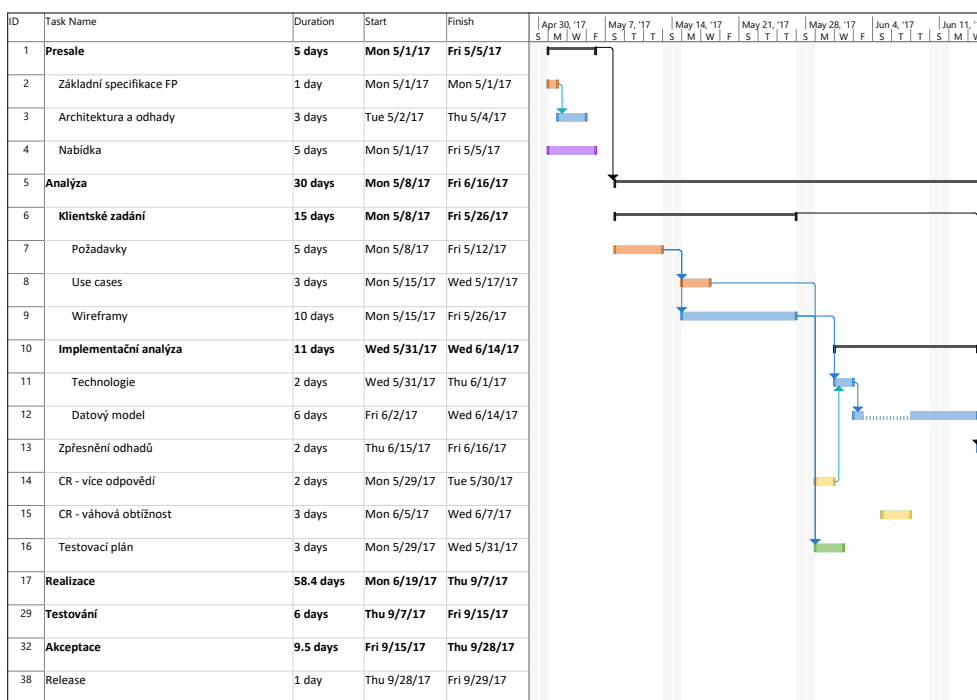 ID Task Name Duration Start Finish Apr 30, '17 May 7, '17 May 14, '17 May 21, '17 May 28, '17 Jun 4, '17 Jun 11, '
S M W F S T T S M W F S T T S M W F S T T S M W
1 Presale 5 days Mon 5/1/17 Fri 5/5/17
2 Základní specifikace FP 1 day Mon 5/1/17 Mon 5/1/17
3 Architektura a odhady 3 days Tue 5/2/17 Thu 5/4/17
4 Nabídka 5 days Mon 5/1/17 Fri 5/5/17
5 Analýza 30 days Mon 5/8/17 Fri 6/16/17
6 Klientské zadání 15 days Mon 5/8/17 Fri 5/26/17
7 Požadavky 5 days Mon 5/8/17 Fri 5/12/17
8 Use cases 3 days Mon 5/15/17 Wed 5/17/17
9 Wireframy 10 days Mon 5/15/17 Fri 5/26/17
10 Implementační analýza 11 days Wed 5/31/17 Wed 6/14/17
11 Technologie 2 days Wed 5/31/17 Thu 6/1/17
12 Datový model 6 days Fri 6/2/17 Wed 6/14/17
13 Zpřesnění odhadů 2 days Thu 6/15/17 Fri 6/16/17
14 CR - více odpovědí 2 days Mon 5/29/17 Tue 5/30/17
15 CR - váhová obtížnost 3 days Mon 6/5/17 Wed 6/7/17
16 Testovací plán 3 days Mon 5/29/17 Wed 5/31/17
17 Realizace 58.4 days Mon 6/19/17 Thu 9/7/17
29 Testování 6 days Thu 9/7/17 Fri 9/15/17
32 Akceptace 9.5 days Fri 9/15/17 Thu 9/28/17
38 Release 1 day Thu 9/28/17 Fri 9/29/17